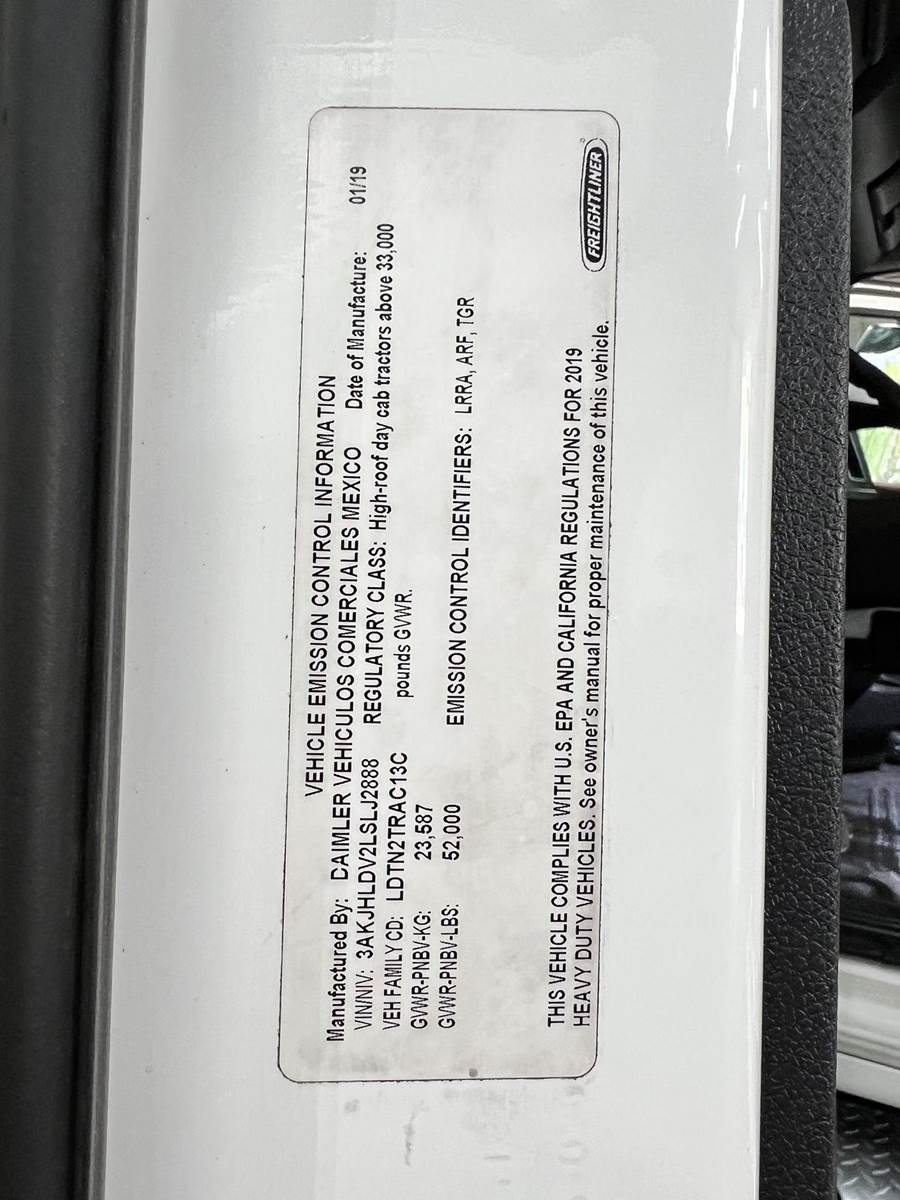 VEHICLE EMISSION CONTROL INFORMATION
Manufactured By: DAIMLER VEHICULOS COMERCIALES MEXICO Date of Manufacture: 01/19
VIN/NIV: 3AKJHLDV2LSLJ2888 REGULATORY CLASS: High-roof day cab tractors above 33,000
VEH FAMILY CD: LDTN2TRAC13C pounds GVWR.
GVWR-PNBV-KG: 23,587
GVWR-PNBV-LBS: 52,000 EMISSION CONTROL IDENTIFIERS: LRRA, ARF, TGR
THIS VEHICLE COMPLIES WITH U.S. EPA AND CALIFORNIA REGULATIONS FOR 2019
HEAVY DUTY VEHICLES. See owner's manual for proper maintenance of this vehicle.
FREIGHTLINER